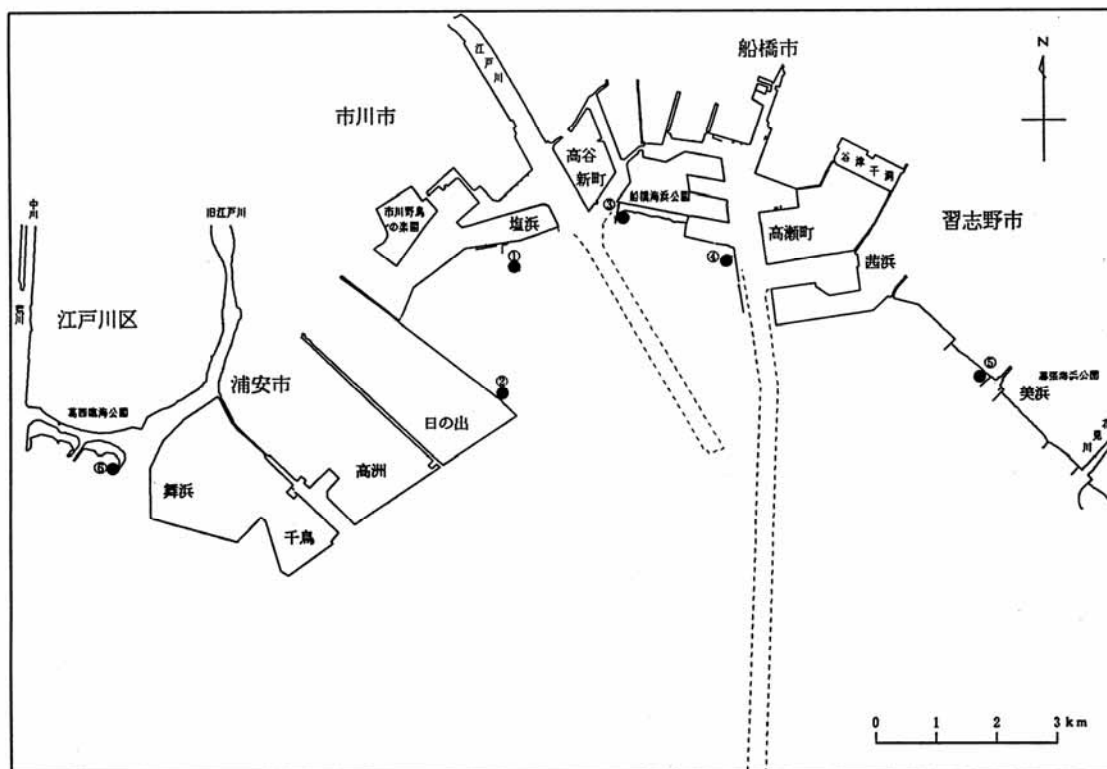 船橋市
N
江戸川
市川市
高谷
新町
谷津干潟
船橋海浜公園
市川野鳥
の楽園
中川
旧江戸川
塩浜
③
高瀬町
習志野市
①
④
茜浜
江戸川区
②
⑤
幕張海浜公園
美浜
浦安市
葛西臨海公園
日の出
花見川
⑥
高洲
舞浜
千鳥
0 1 2 3 km